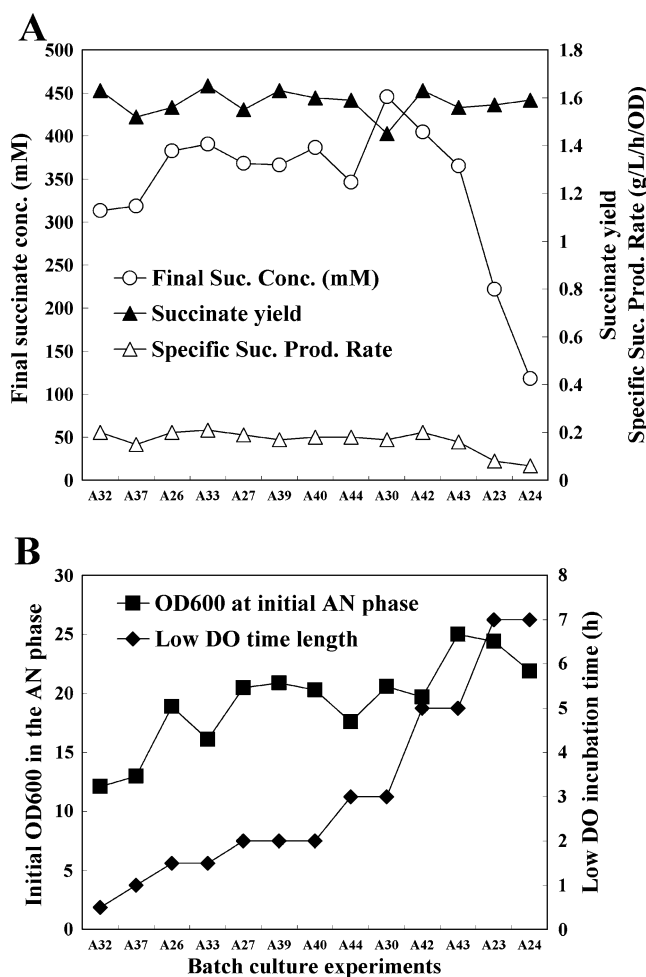 A
500
450
400
350
300
250
200
150
100
50
0
Final succinate conc. (mM)
1.8
1.6
1.4
1.2
1
0.8
0.6
0.4
0.2
0
Succinate yield
Specific Suc. Prod. Rate (g/L/h/OD)
Final Suc. Conc. (mM)
Succinate yield
Specific Suc. Prod. Rate
A32 A37 A26 A33 A27 A39 A40 A44 A30 A42 A43 A23 A24
B
30
25
20
15
10
5
0
Initial OD600 in the AN phase
8
7
6
5
4
3
2
1
0
Low DO incubation time (h)
OD600 at initial AN phase
Low DO time length
A32 A37 A26 A33 A27 A39 A40 A44 A30 A42 A43 A23 A24
Batch culture experiments